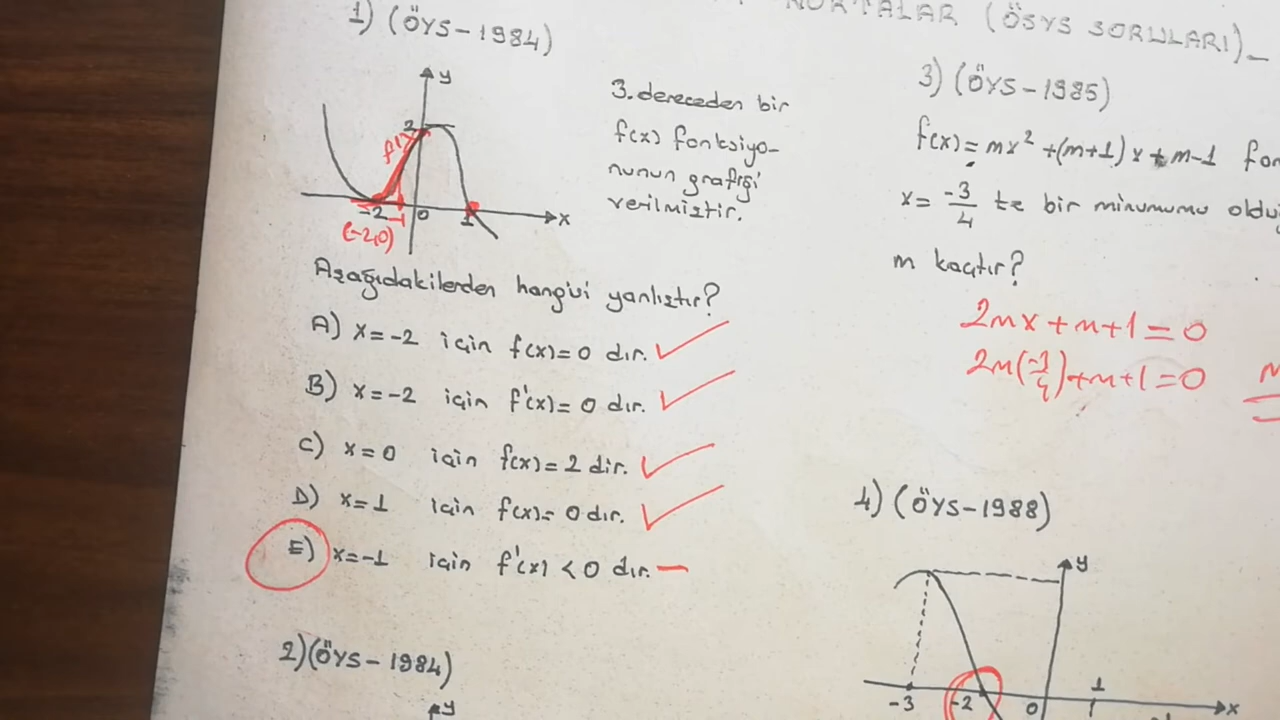 NORTALAR (ÖSYS SORULARI)_
1) (ÖYS-1984)
y
2
f'(x)
-2
0
1
x
(-2,0)
3. dereceden bir
f(x) fonksiyo-
nunun grafiği
verilmiştir.
Aşağıdakilerden hangisi yanlıştır?
A) x=-2 için f(x)=0 dır.
B) x=-2 için f'(x)=0 dır.
C) x=0 için f(x)=2 dir.
D) x=1 için f(x)=0 dır.
E) x=-1 için f'(x)<0 dır.
2) (ÖYS-1984)
y
3) (ÖYS-1985)
f(x)=mx²+(m+1)x+m-1
x= -3/4 te bir minumumu
m kaçtır?
2mx+m+1=0
2m(-3/4)+m+1=0
4) (ÖYS-1988)
y
1
-3
-2
0
x